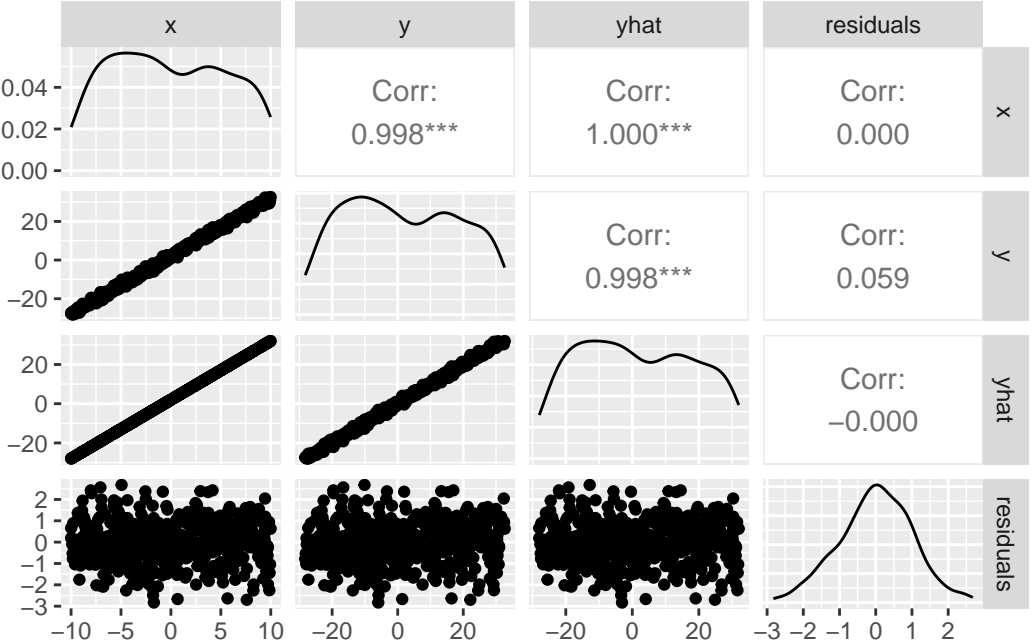 x y yhat residuals
0.04
0.02
0.00
Corr:
0.998***
Corr:
1.000***
Corr:
0.000
x
20
0
−20
Corr:
0.998***
Corr:
0.059
y
20
0
−20
Corr:
−0.000
yhat
2
1
0
−1
−2
−3
residuals
−10 −5 0 5 10 −20 0 20 −20 0 20 −3 −2 −1 0 1 2